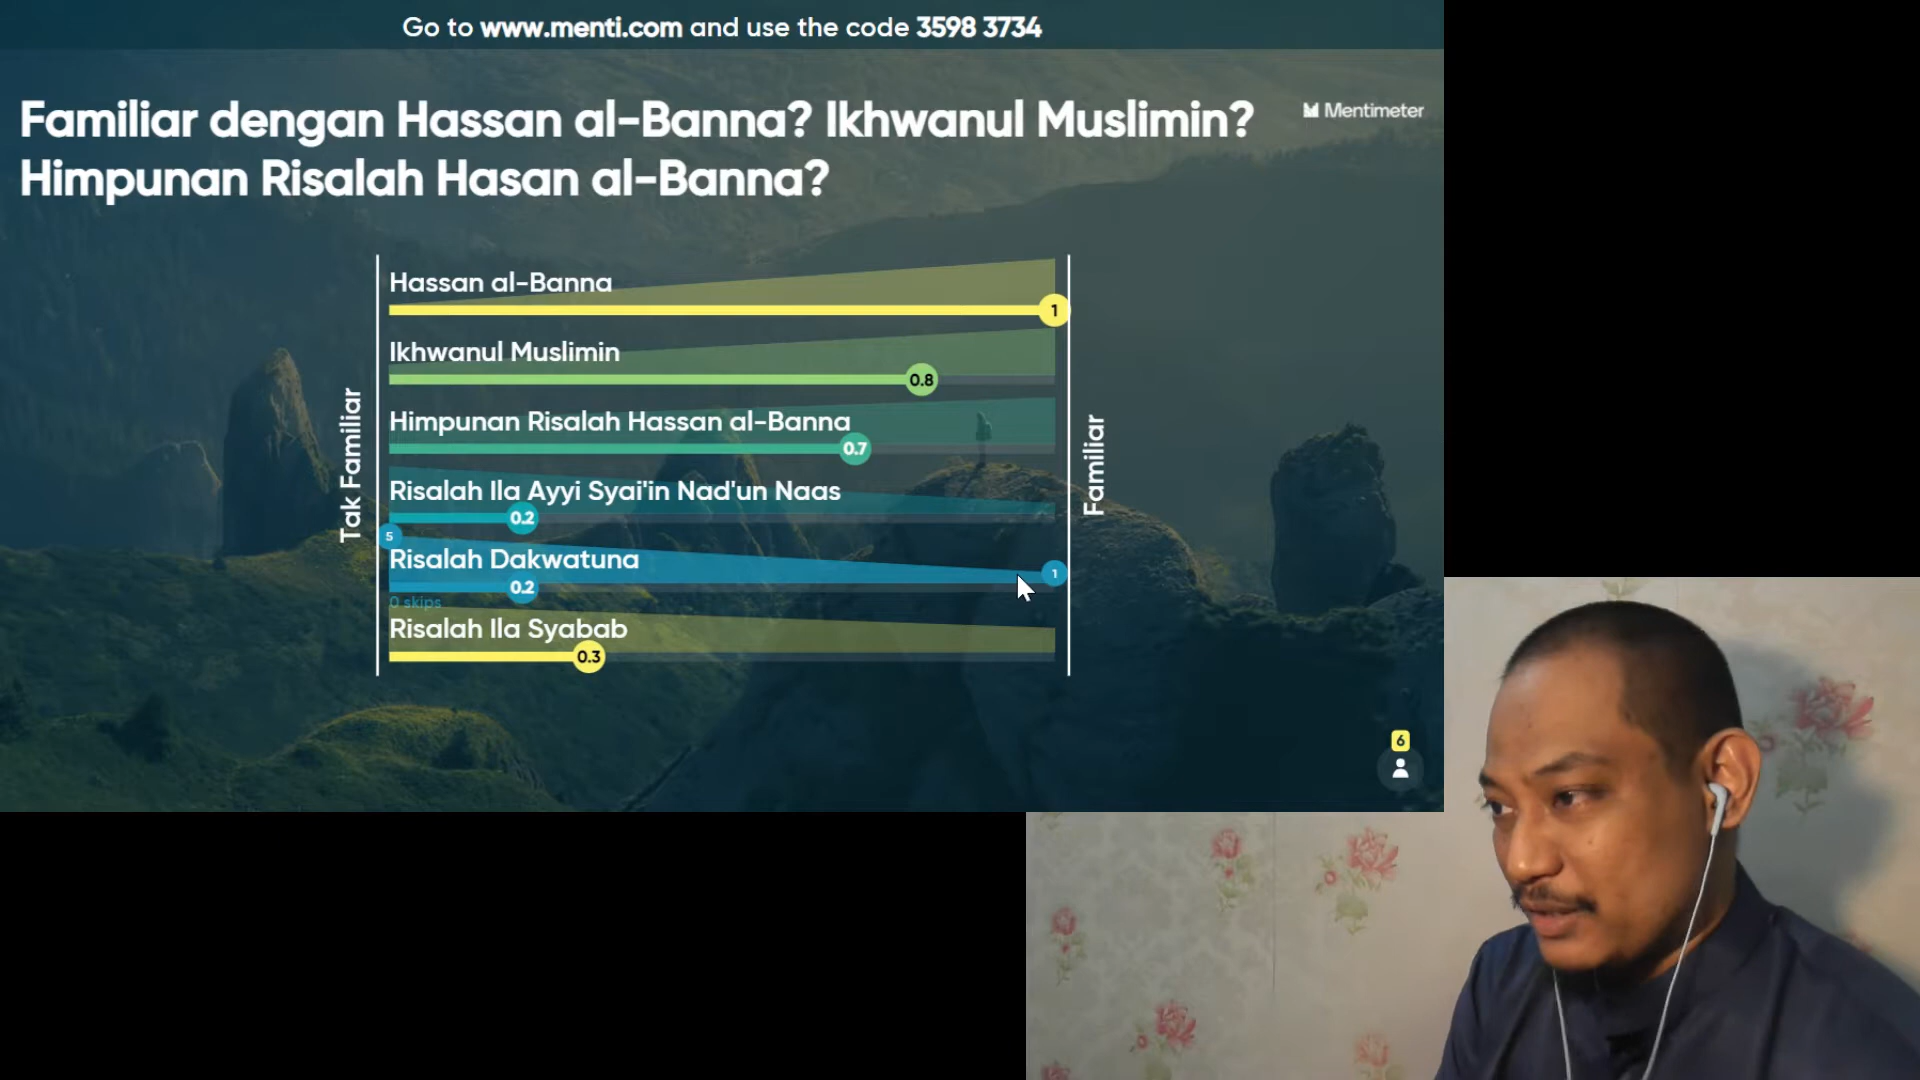 Go to www.menti.com and use the code 3598 3734
Familiar dengan Hassan al-Banna? Ikhwanul Muslimin?
Himpunan Risalah Hasan al-Banna?
Mentimeter
Tak Familiar
Familiar
Hassan al-Banna
1
Ikhwanul Muslimin
0.8
Himpunan Risalah Hassan al-Banna
0.7
Risalah Ila Ayyi Syai'in Nad'un Naas
0.2
5
Risalah Dakwatuna
1
0.2
0 skips
Risalah Ila Syabab
0.3
6